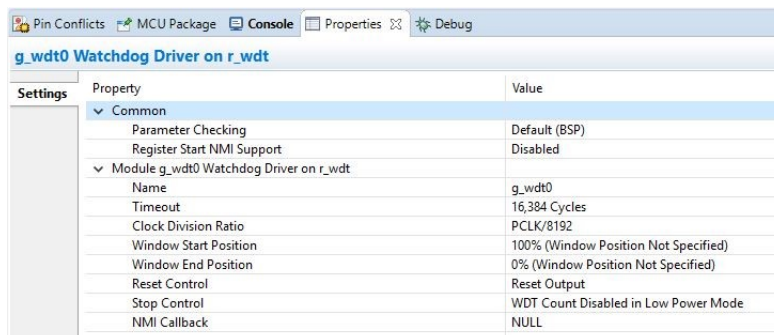 Pin Conflicts MCU Package Console Properties Debug
g_wdt0 Watchdog Driver on r_wdt
Settings Property Value
Common
Parameter Checking Default (BSP)
Register Start NMI Support Disabled
Module g_wdt0 Watchdog Driver on r_wdt
Name g_wdt0
Timeout 16,384 Cycles
Clock Division Ratio PCLK/8192
Window Start Position 100% (Window Position Not Specified)
Window End Position 0% (Window Position Not Specified)
Reset Control Reset Output
Stop Control WDT Count Disabled in Low Power Mode
NMI Callback NULL